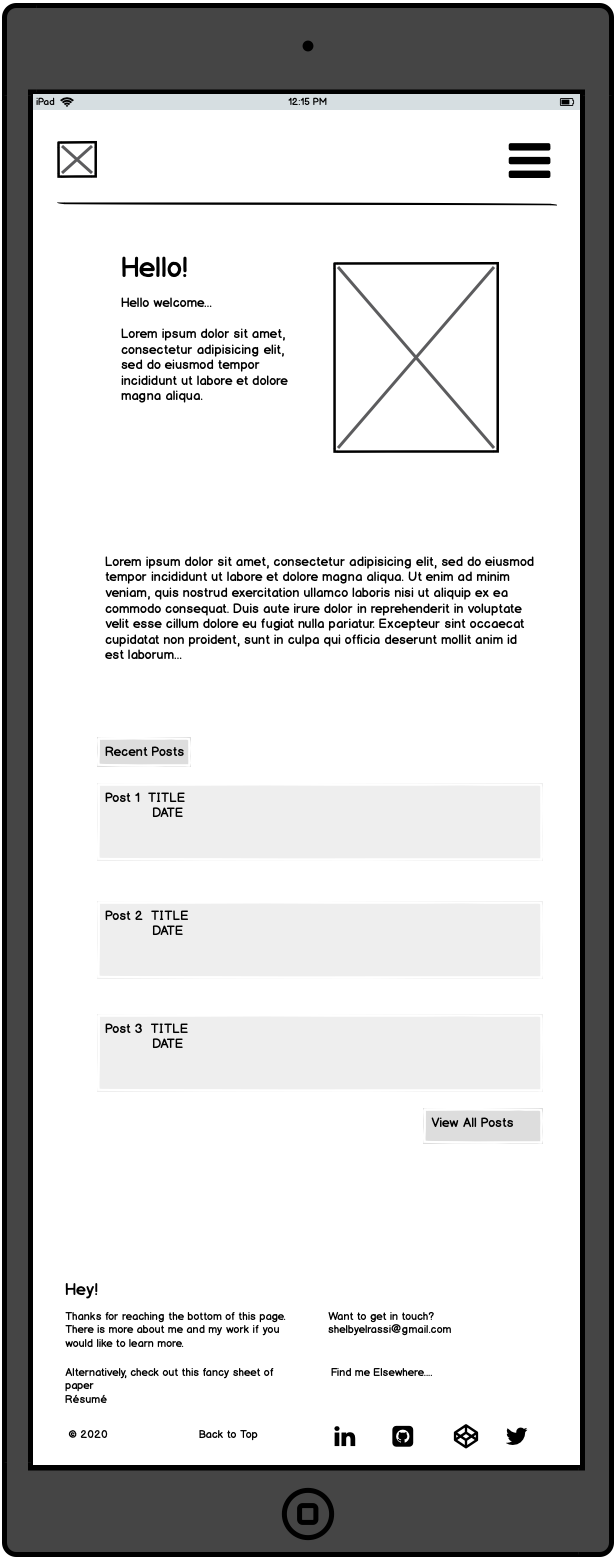 iPad
12:15 PM
Hello!
Hello welcome...
Lorem ipsum dolor sit amet,
consectetur adipisicing elit,
sed do eiusmod tempor
incididunt ut labore et dolore
magna aliqua.
Lorem ipsum dolor sit amet, consectetur adipisicing elit, sed do eiusmod
tempor incididunt ut labore et dolore magna aliqua. Ut enim ad minim
veniam, quis nostrud exercitation ullamco laboris nisi ut aliquip ex ea
commodo consequat. Duis aute irure dolor in reprehenderit in voluptate
velit esse cillum dolore eu fugiat nulla pariatur. Excepteur sint occaecat
cupidatat non proident, sunt in culpa qui officia deserunt mollit anim id
est laborum...
Recent Posts
Post 1 TITLE
DATE
Post 2 TITLE
DATE
Post 3 TITLE
DATE
View All Posts
Hey!
Thanks for reaching the bottom of this page.
There is more about me and my work if you
would like to learn more.
Alternatively, check out this fancy sheet of
paper
Résumé
Want to get in touch?
shelbyelrassi@gmail.com
Find me Elsewhere....
© 2020
Back to Top
in